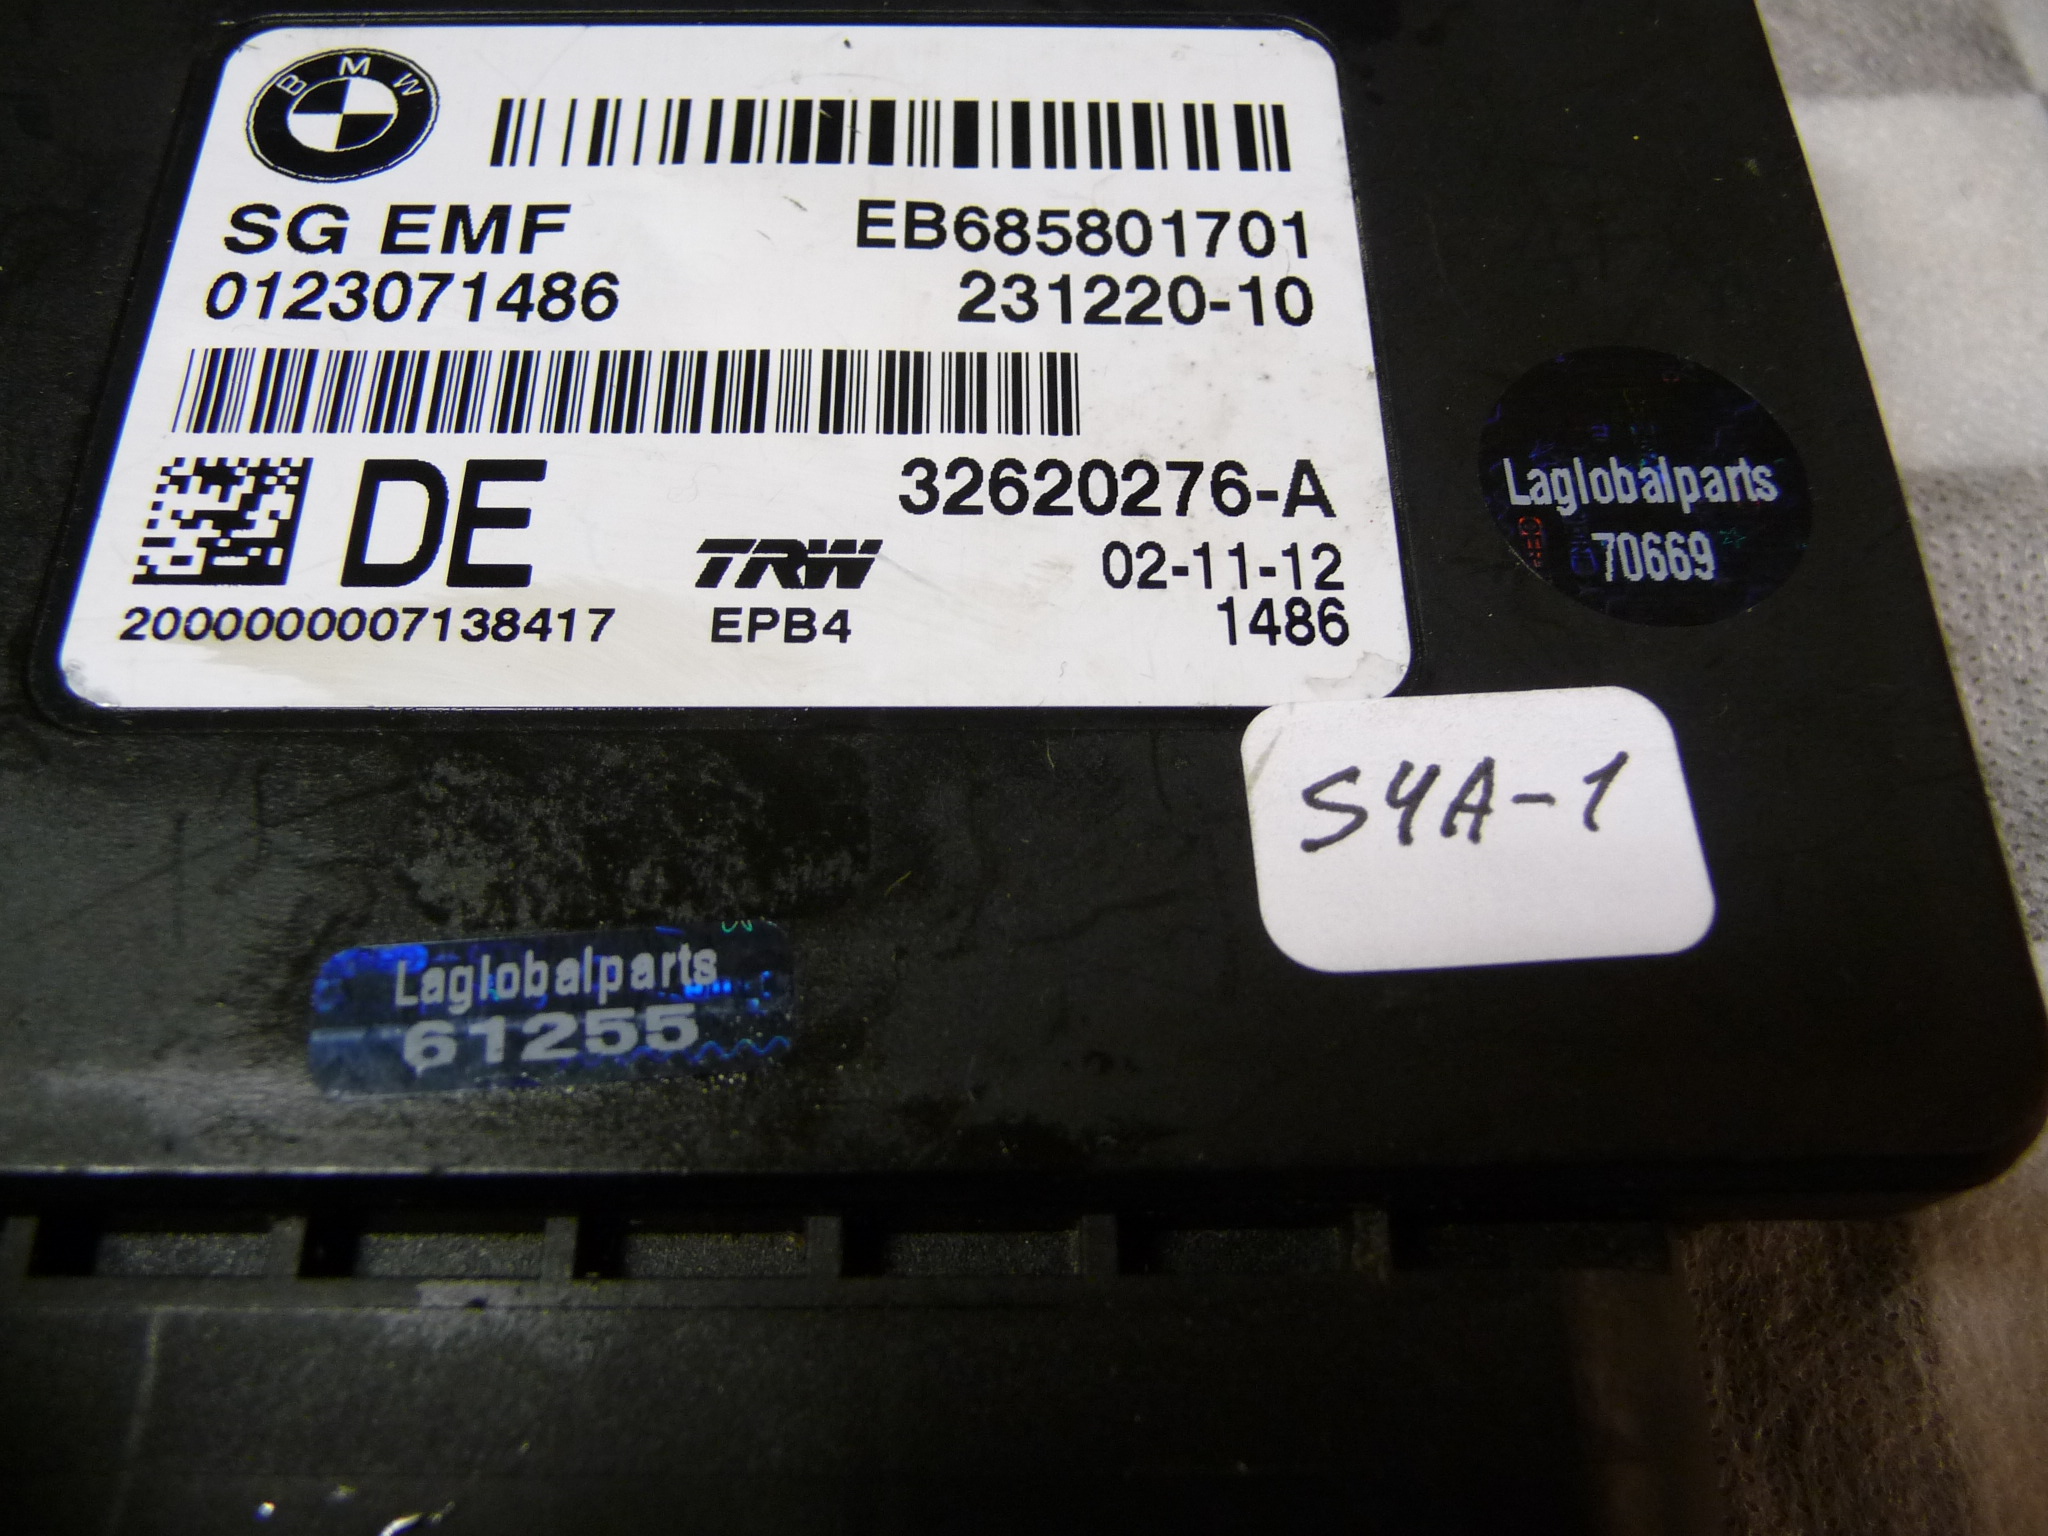 BMW
SG EMF
EB685801701
0123071486
231220-10
DE
32620276-A
TRW
02-11-12
2000000007138417
EPB4
1486
Laglobalparts
70669
S4A-1
Laglobalparts
61255